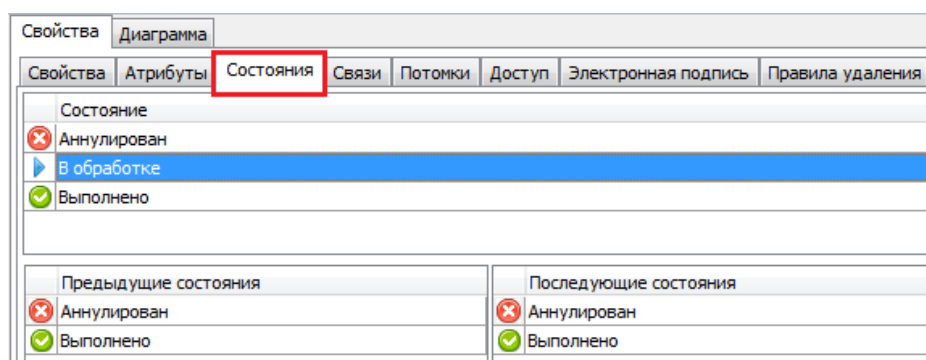 Свойства Диаграмма
Свойства Атрибуты Состояния Связи Потомки Доступ Электронная подпись Правила удаления
Состояние
Аннулирован
В обработке
Выполнено
Предыдущие состояния Последующие состояния
Аннулирован Аннулирован
Выполнено Выполнено